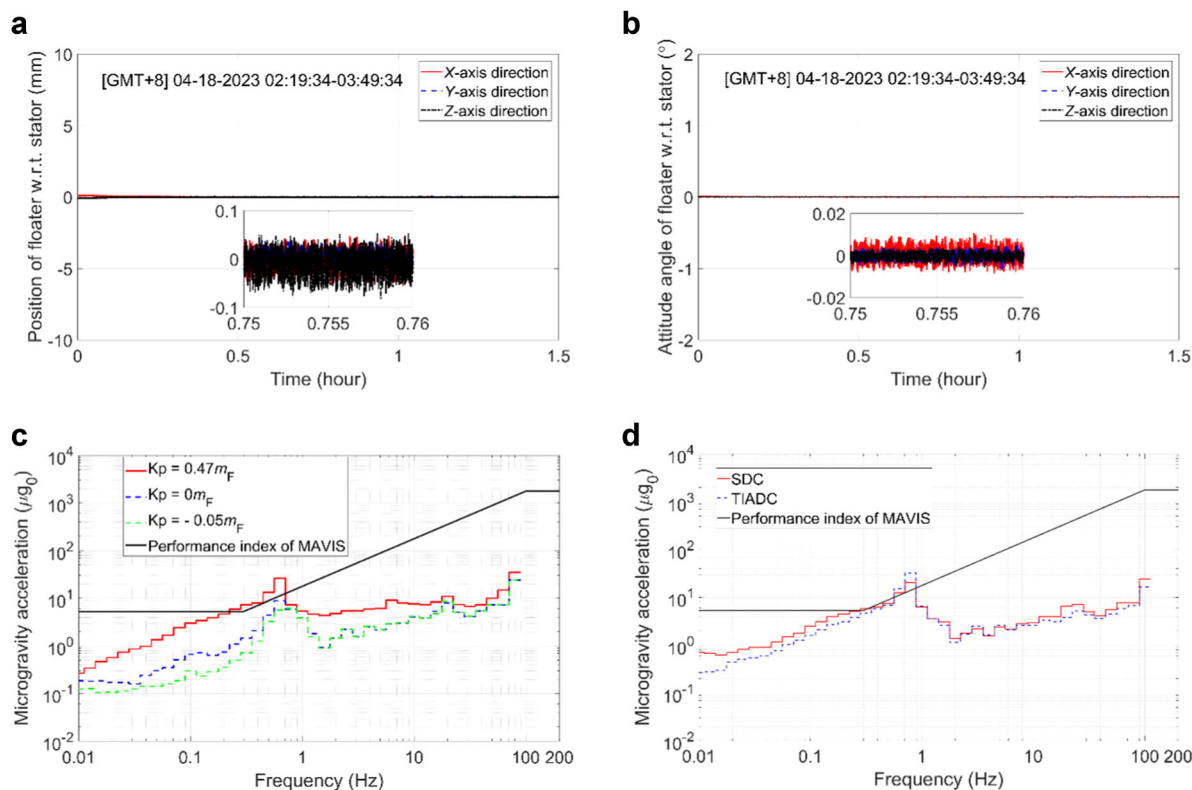 a
Position of floater w.r.t. stator (mm)
10
5
0
-5
-10
[GMT+8] 04-18-2023 02:19:34-03:49:34
X-axis direction
Y-axis direction
Z-axis direction
0.1
0
-0.1
0.75
0.755
0.76
0
0.5
1
1.5
Time (hour)
b
Attitude angle of floater w.r.t. stator (°)
2
1
0
-1
-2
[GMT+8] 04-18-2023 02:19:34-03:49:34
X-axis direction
Y-axis direction
Z-axis direction
0.02
0
-0.02
0.75
0.755
0.76
0
0.5
1
1.5
Time (hour)
c
Microgravity acceleration (μg0)
10^4
10^3
10^2
10^1
10^0
10^-1
10^-2
Kp = 0.47mF
Kp = 0mF
Kp = - 0.05mF
Performance index of MAVIS
0.01
0.1
1
10
100 200
Frequency (Hz)
d
Microgravity acceleration (μg0)
10^4
10^3
10^2
10^1
10^0
10^-1
10^-2
SDC
TIADC
Performance index of MAVIS
0.01
0.1
1
10
100 200
Frequency (Hz)